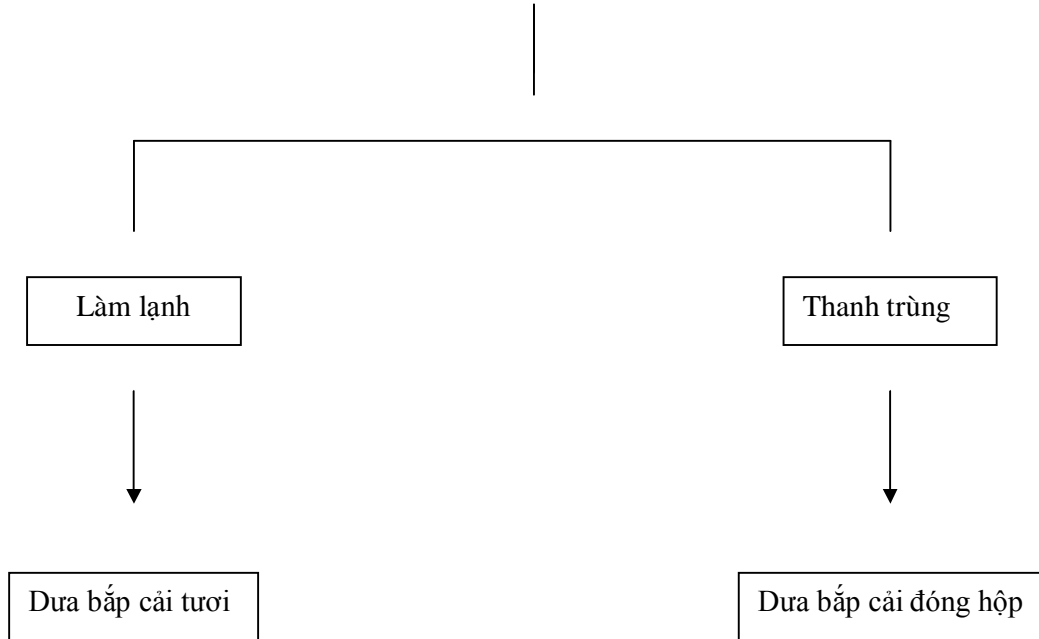 Làm lạnh
Thanh trùng
Dưa bắp cải tươi
Dưa bắp cải đóng hộp